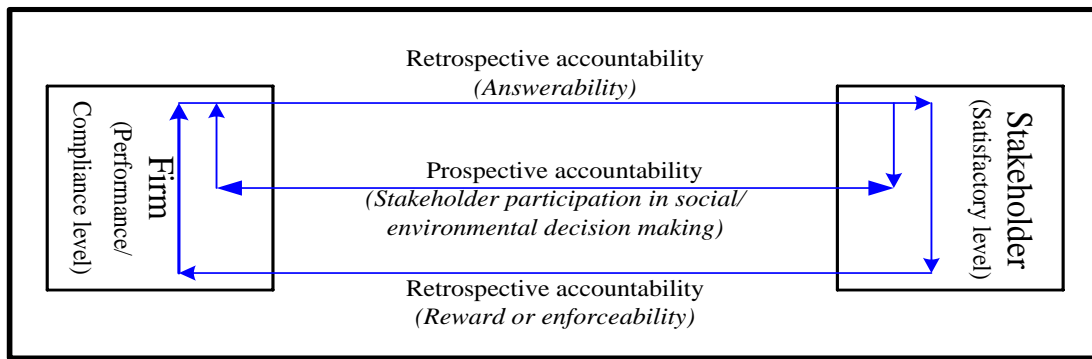 Retrospective accountability
(Answerability)
Firm
(Performance/
Compliance level)
Prospective accountability
(Stakeholder participation in social/
environmental decision making)
Stakeholder
(Satisfactory level)
Retrospective accountability
(Reward or enforceability)